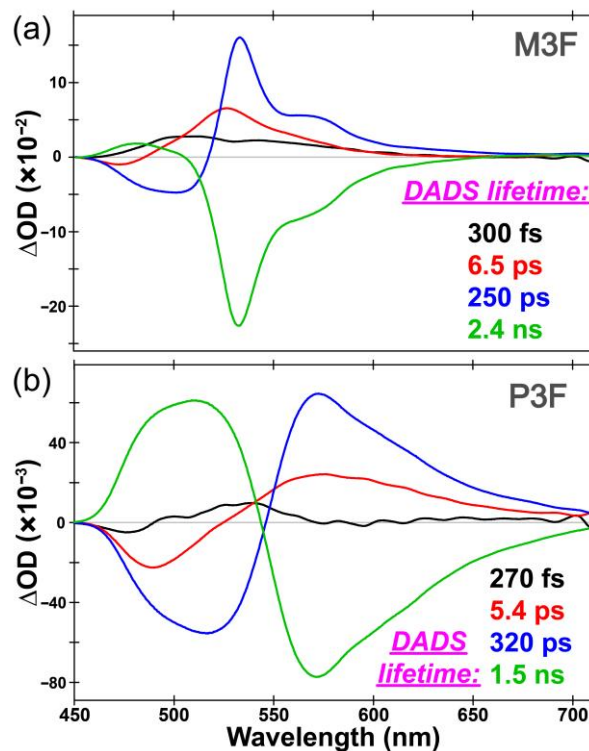 (a)
M3F
ΔOD (×10⁻²)
10
0
−10
−20
DADS lifetime:
300 fs
6.5 ps
250 ps
2.4 ns
(b)
P3F
ΔOD (×10⁻³)
40
0
−40
−80
270 fs
5.4 ps
DADS 320 ps
lifetime: 1.5 ns
450 500 550 600 650 700
Wavelength (nm)